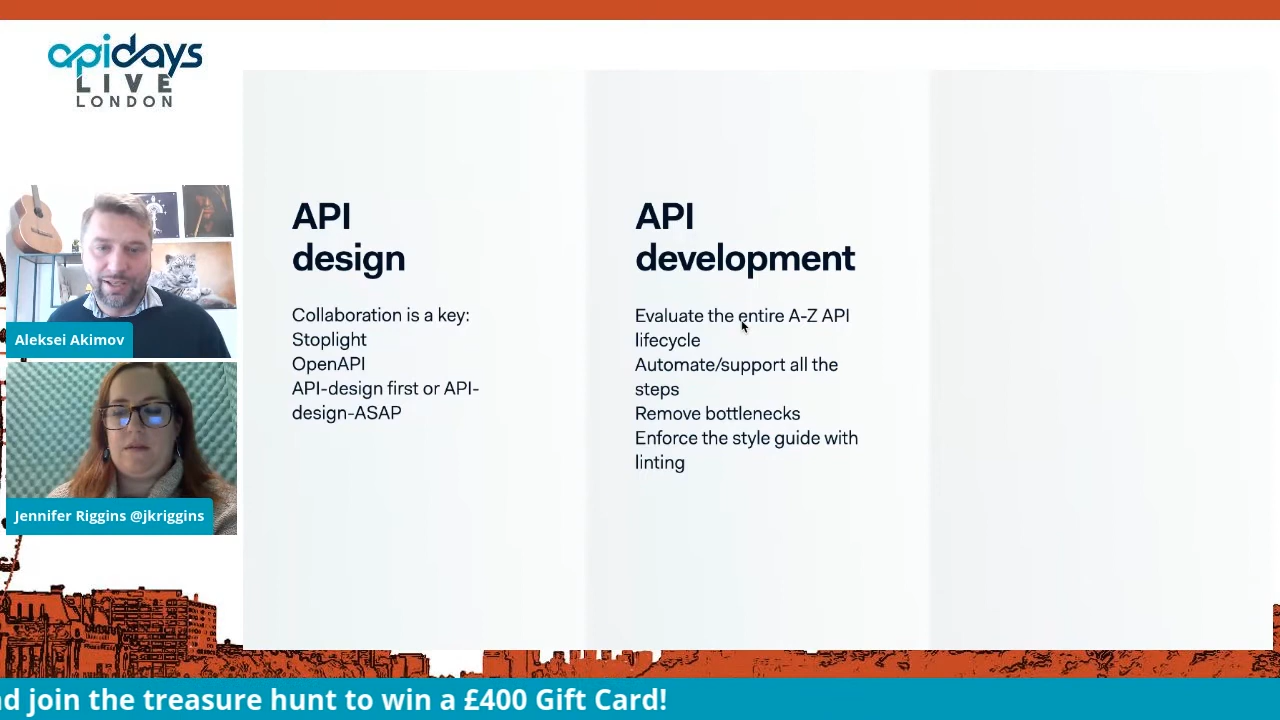 apidays
LIVE
LONDON
Aleksei Akimov
Jennifer Riggins @jkriggins
API
design
Collaboration is a key:
Stoplight
OpenAPI
API-design first or API-
design-ASAP
API
development
Evaluate the entire A-Z API
lifecycle
Automate/support all the
steps
Remove bottlenecks
Enforce the style guide with
linting
d join the treasure hunt to win a £400 Gift Card!